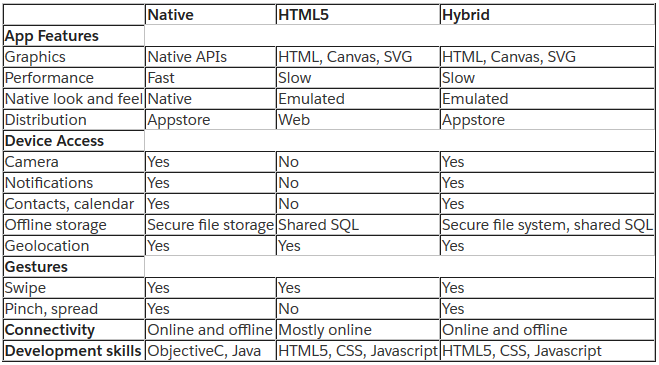 Native HTML5 Hybrid
App Features
Graphics Native APIs HTML, Canvas, SVG HTML, Canvas, SVG
Performance Fast Slow Slow
Native look and feel Native Emulated Emulated
Distribution Appstore Web Appstore
Device Access
Camera Yes No Yes
Notifications Yes No Yes
Contacts, calendar Yes No Yes
Offline storage Secure file storage Shared SQL Secure file system, shared SQL
Geolocation Yes Yes Yes
Gestures
Swipe Yes Yes Yes
Pinch, spread Yes No Yes
Connectivity Online and offline Mostly online Online and offline
Development skills ObjectiveC, Java HTML5, CSS, Javascript HTML5, CSS, Javascript